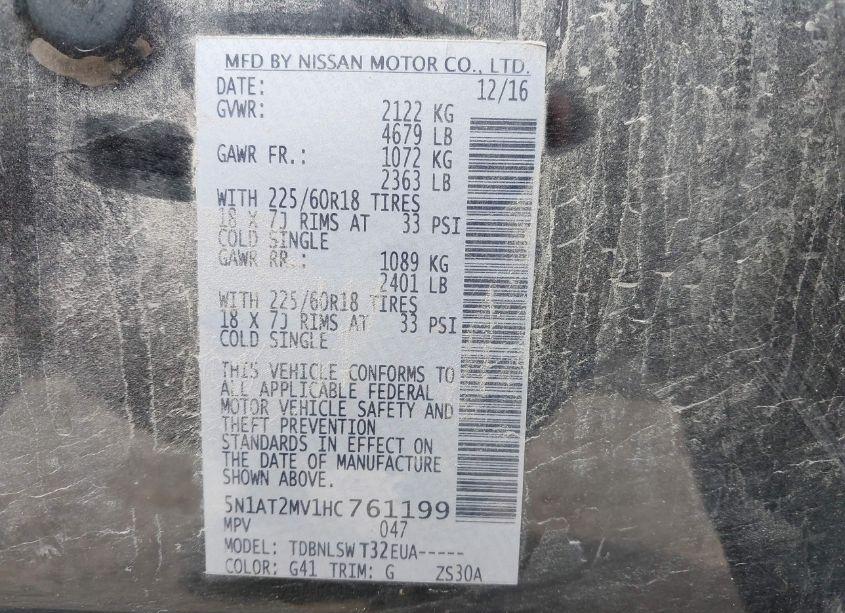 MFD BY NISSAN MOTOR CO., LTD.
DATE: 12/16
GVWR: 2122 KG
4679 LB
GAWR FR.: 1072 KG
2363 LB
WITH 225/60R18 TIRES
18 X 7J RIMS AT 33 PSI
COLD SINGLE
GAWR RR.: 1089 KG
2401 LB
WITH 225/60R18 TIRES
18 X 7J RIMS AT 33 PSI
COLD SINGLE
THIS VEHICLE CONFORMS TO
ALL APPLICABLE FEDERAL
MOTOR VEHICLE SAFETY AND
THEFT PREVENTION
STANDARDS IN EFFECT ON
THE DATE OF MANUFACTURE
SHOWN ABOVE.
5N1AT2MV1HC761199
MPV 047
MODEL: TDBNLSW T32EUA-----
COLOR: G41 TRIM: G ZS30A